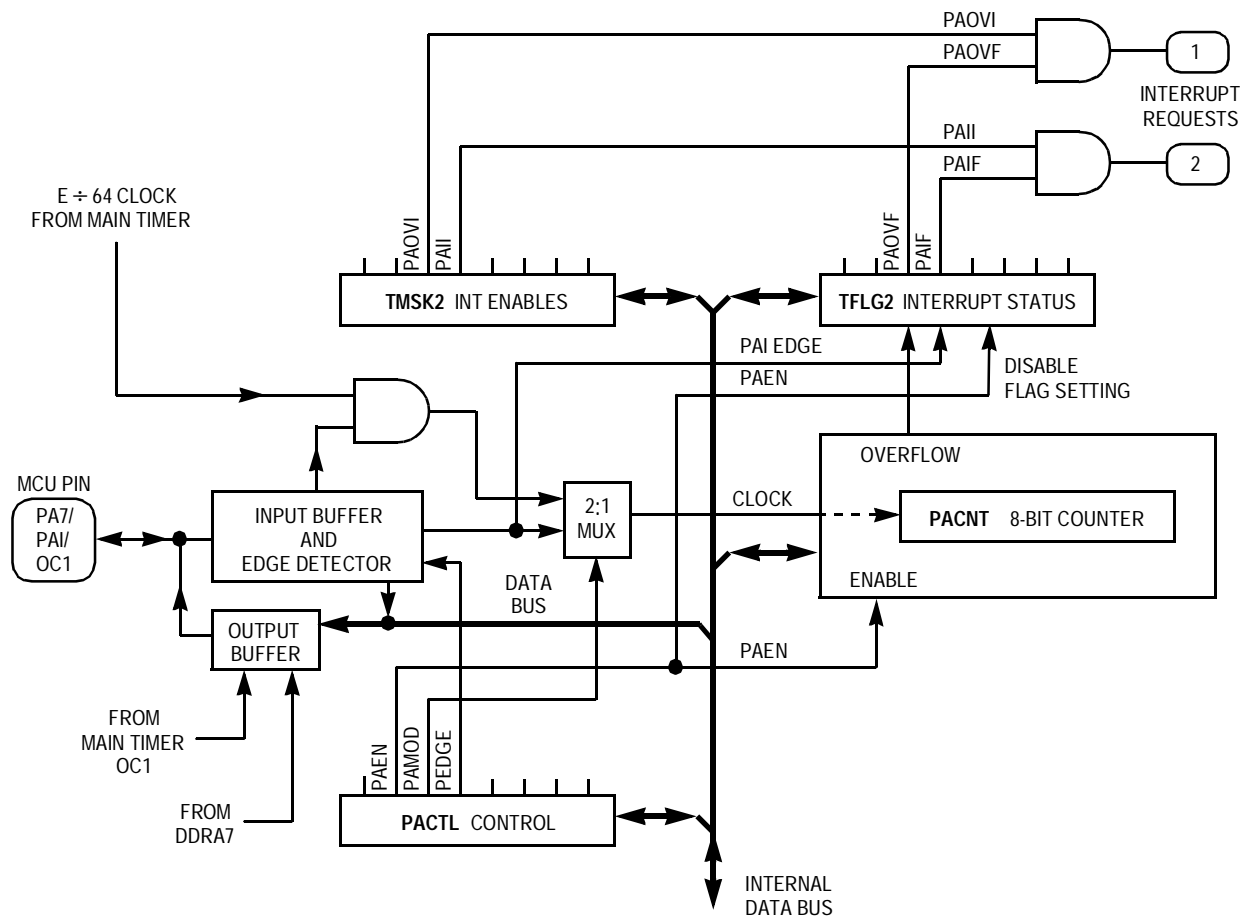 PAOVI
PAOVF
1
INTERRUPT
REQUESTS
PAII
PAIF
2
E ÷ 64 CLOCK
FROM MAIN TIMER
PAOVI
PAII
PAOVF
PAIF
TMSK2 INT ENABLES
TFLG2 INTERRUPT STATUS
PAI EDGE
PAEN
DISABLE
FLAG SETTING
OVERFLOW
MCU PIN
PA7/
PAI/
OC1
INPUT BUFFER
AND
EDGE DETECTOR
2:1
MUX
CLOCK
PACNT 8-BIT COUNTER
DATA
BUS
ENABLE
OUTPUT
BUFFER
PAEN
FROM
MAIN TIMER
OC1
PAEN
PAMOD
PEDGE
FROM
DDRA7
PACTL CONTROL
INTERNAL
DATA BUS